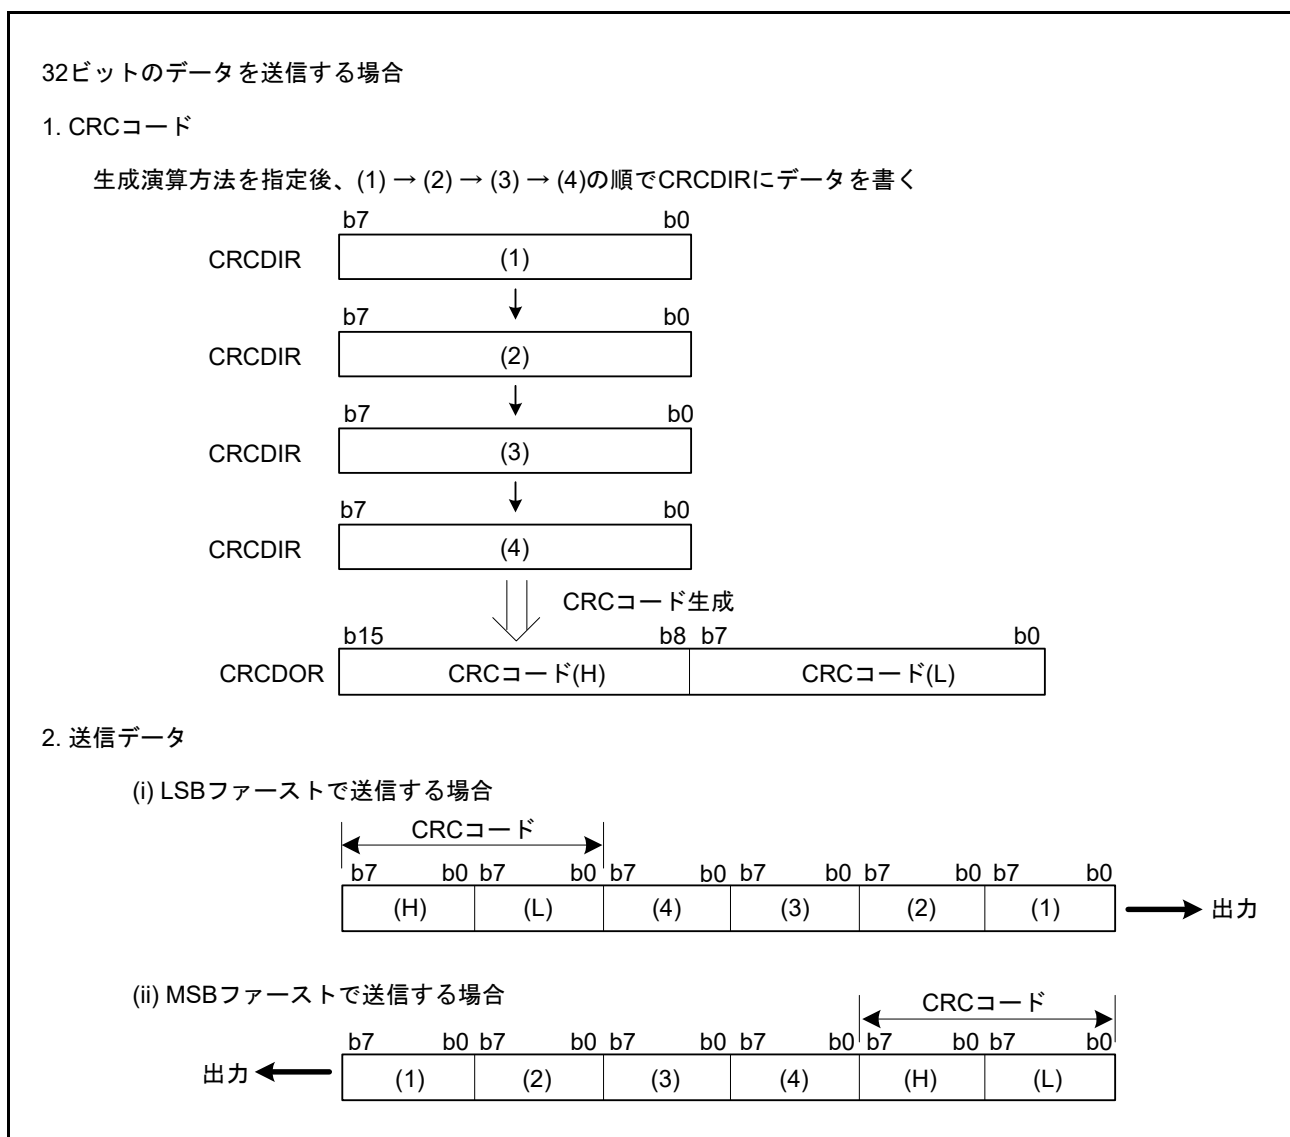 32ビットのデータを送信する場合
1. CRCコード
生成演算方法を指定後、(1) → (2) → (3) → (4)の順でCRCDIRにデータを書く
b7 b0
CRCDIR (1)
b7 b0
CRCDIR (2)
b7 b0
CRCDIR (3)
b7 b0
CRCDIR (4)
CRCコード生成
b15 b8 b7 b0
CRCDOR CRCコード(H) CRCコード(L)
2. 送信データ
(i) LSBファーストで送信する場合
CRCコード
b7 b0 b7 b0 b7 b0 b7 b0 b7 b0 b7 b0
(H) (L) (4) (3) (2) (1) 出力
(ii) MSBファーストで送信する場合
CRCコード
b7 b0 b7 b0 b7 b0 b7 b0 b7 b0 b7 b0
出力 (1) (2) (3) (4) (H) (L)